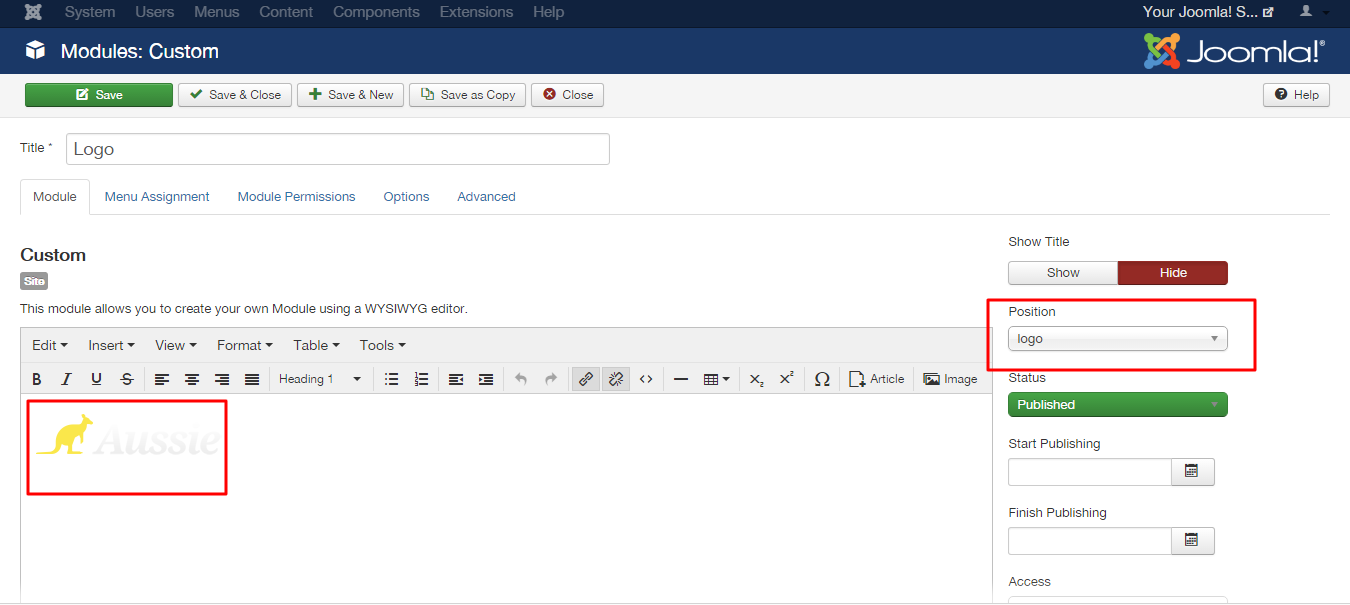 System Users Menus Content Components Extensions Help Your Joomla! S...
Modules: Custom Joomla!®
Save Save & Close Save & New Save as Copy Close Help
Title * Logo
Module Menu Assignment Module Permissions Options Advanced
Custom
Site
This module allows you to create your own Module using a WYSIWYG editor.
Edit Insert View Format Table Tools
B I U S Heading 1 X₂ X² Ω Article Image
Aussie
Show Title
Show Hide
Position
logo
Status
Published
Start Publishing
Finish Publishing
Access